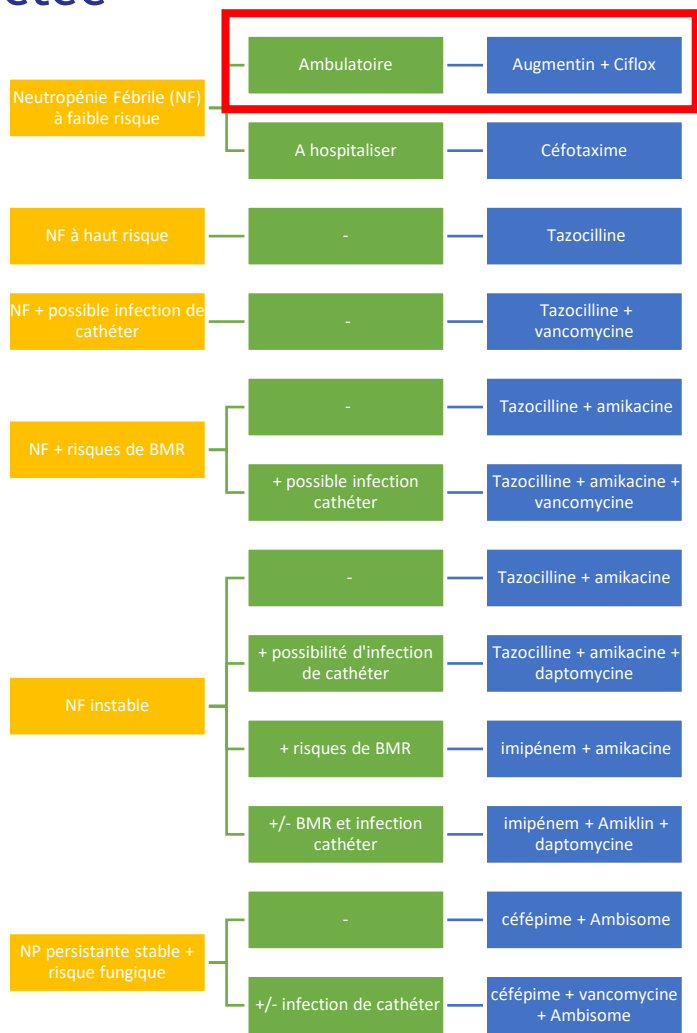 Ambulatoire
Augmentin + Ciflox
Neutropénie Fébrile (NF)
à faible risque
A hospitaliser
Céfotaxime
NF à haut risque
-
Tazocilline
NF + possible infection de
cathéter
-
Tazocilline +
vancomycine
NF + risques de BMR
-
Tazocilline + amikacine
+ possible infection
cathéter
Tazocilline + amikacine +
vancomycine
NF instable
-
Tazocilline + amikacine
+ possibilité d'infection
de cathéter
Tazocilline + amikacine +
daptomycine
+ risques de BMR
imipénem + amikacine
+/- BMR et infection
cathéter
imipénem + Amiklin +
daptomycine
NP persistante stable +
risque fungique
-
céfépime + Ambisome
+/- infection de cathéter
céfépime + vancomycine
+ Ambisome